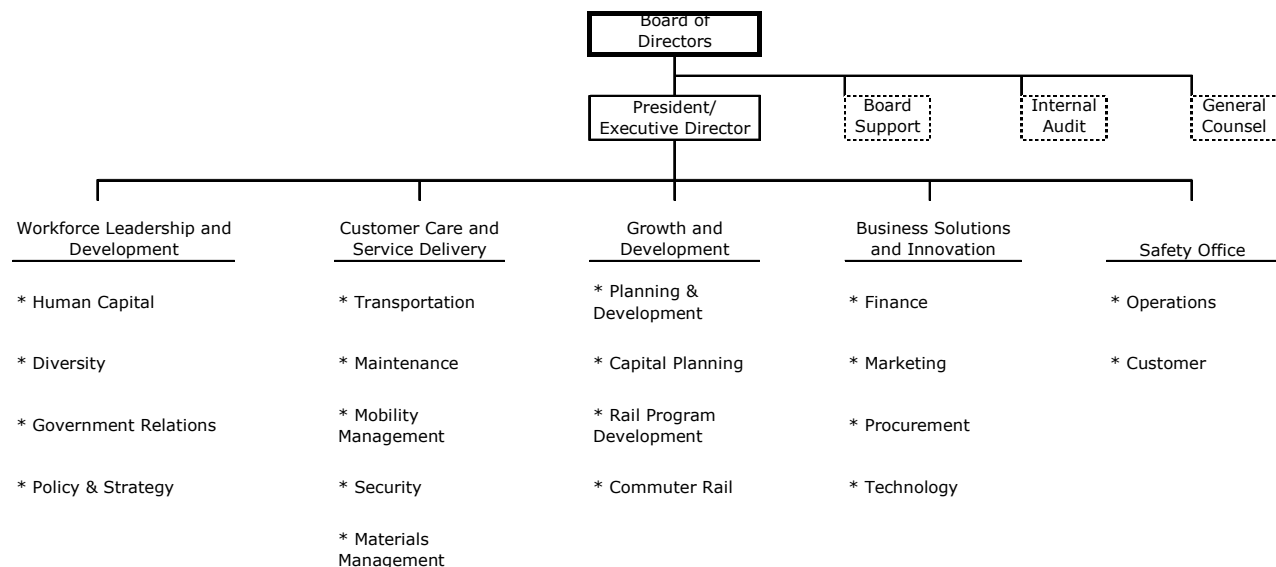 Board of
Directors
President/
Executive Director
Board
Support
Internal
Audit
General
Counsel
Workforce Leadership and
Development
* Human Capital
* Diversity
* Government Relations
* Policy & Strategy
Customer Care and
Service Delivery
* Transportation
* Maintenance
* Mobility
Management
* Security
* Materials
Management
Growth and
Development
* Planning &
Development
* Capital Planning
* Rail Program
Development
* Commuter Rail
Business Solutions
and Innovation
* Finance
* Marketing
* Procurement
* Technology
Safety Office
* Operations
* Customer